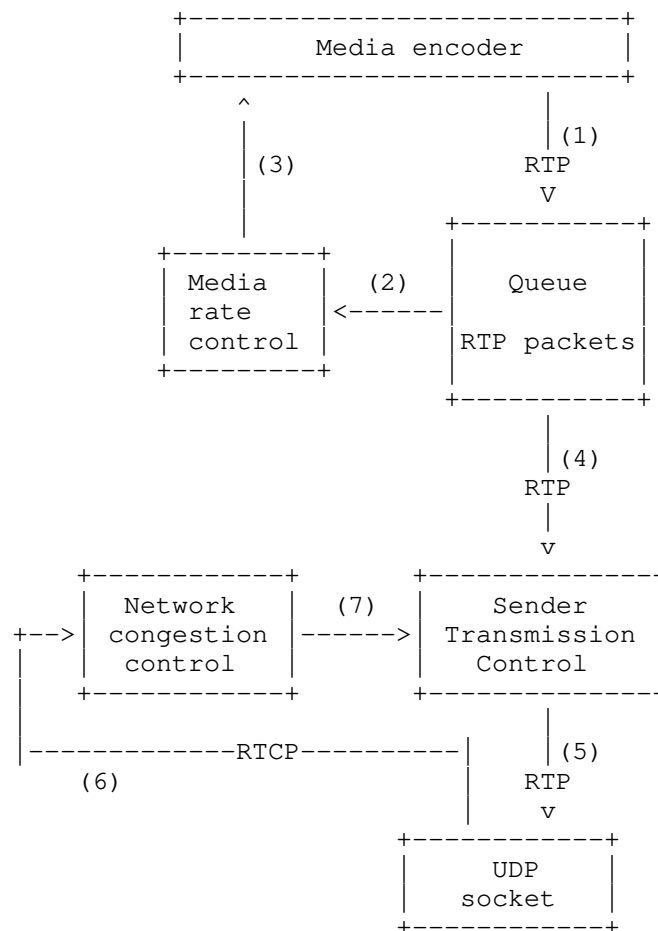 Media encoder
(1)
RTP
(3)
V
Media
rate
control
(2)
<------
Queue
RTP packets
(4)
RTP
v
Network
congestion
control
(7)
Sender
Transmission
Control
RTCP
(6)
(5)
RTP
v
UDP
socket